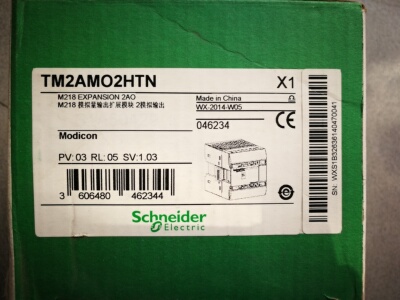 TM2AMO2HTN X1
M218 EXPANSION 2AO
M218 模拟量输出扩展模块 2模拟输出
Made in China
WX-2014-W05
046234
Modicon
PV:03 RL:05 SV:1.03
3 606480 462344
Schneider
Electric
SN: WXS1B32836140470041